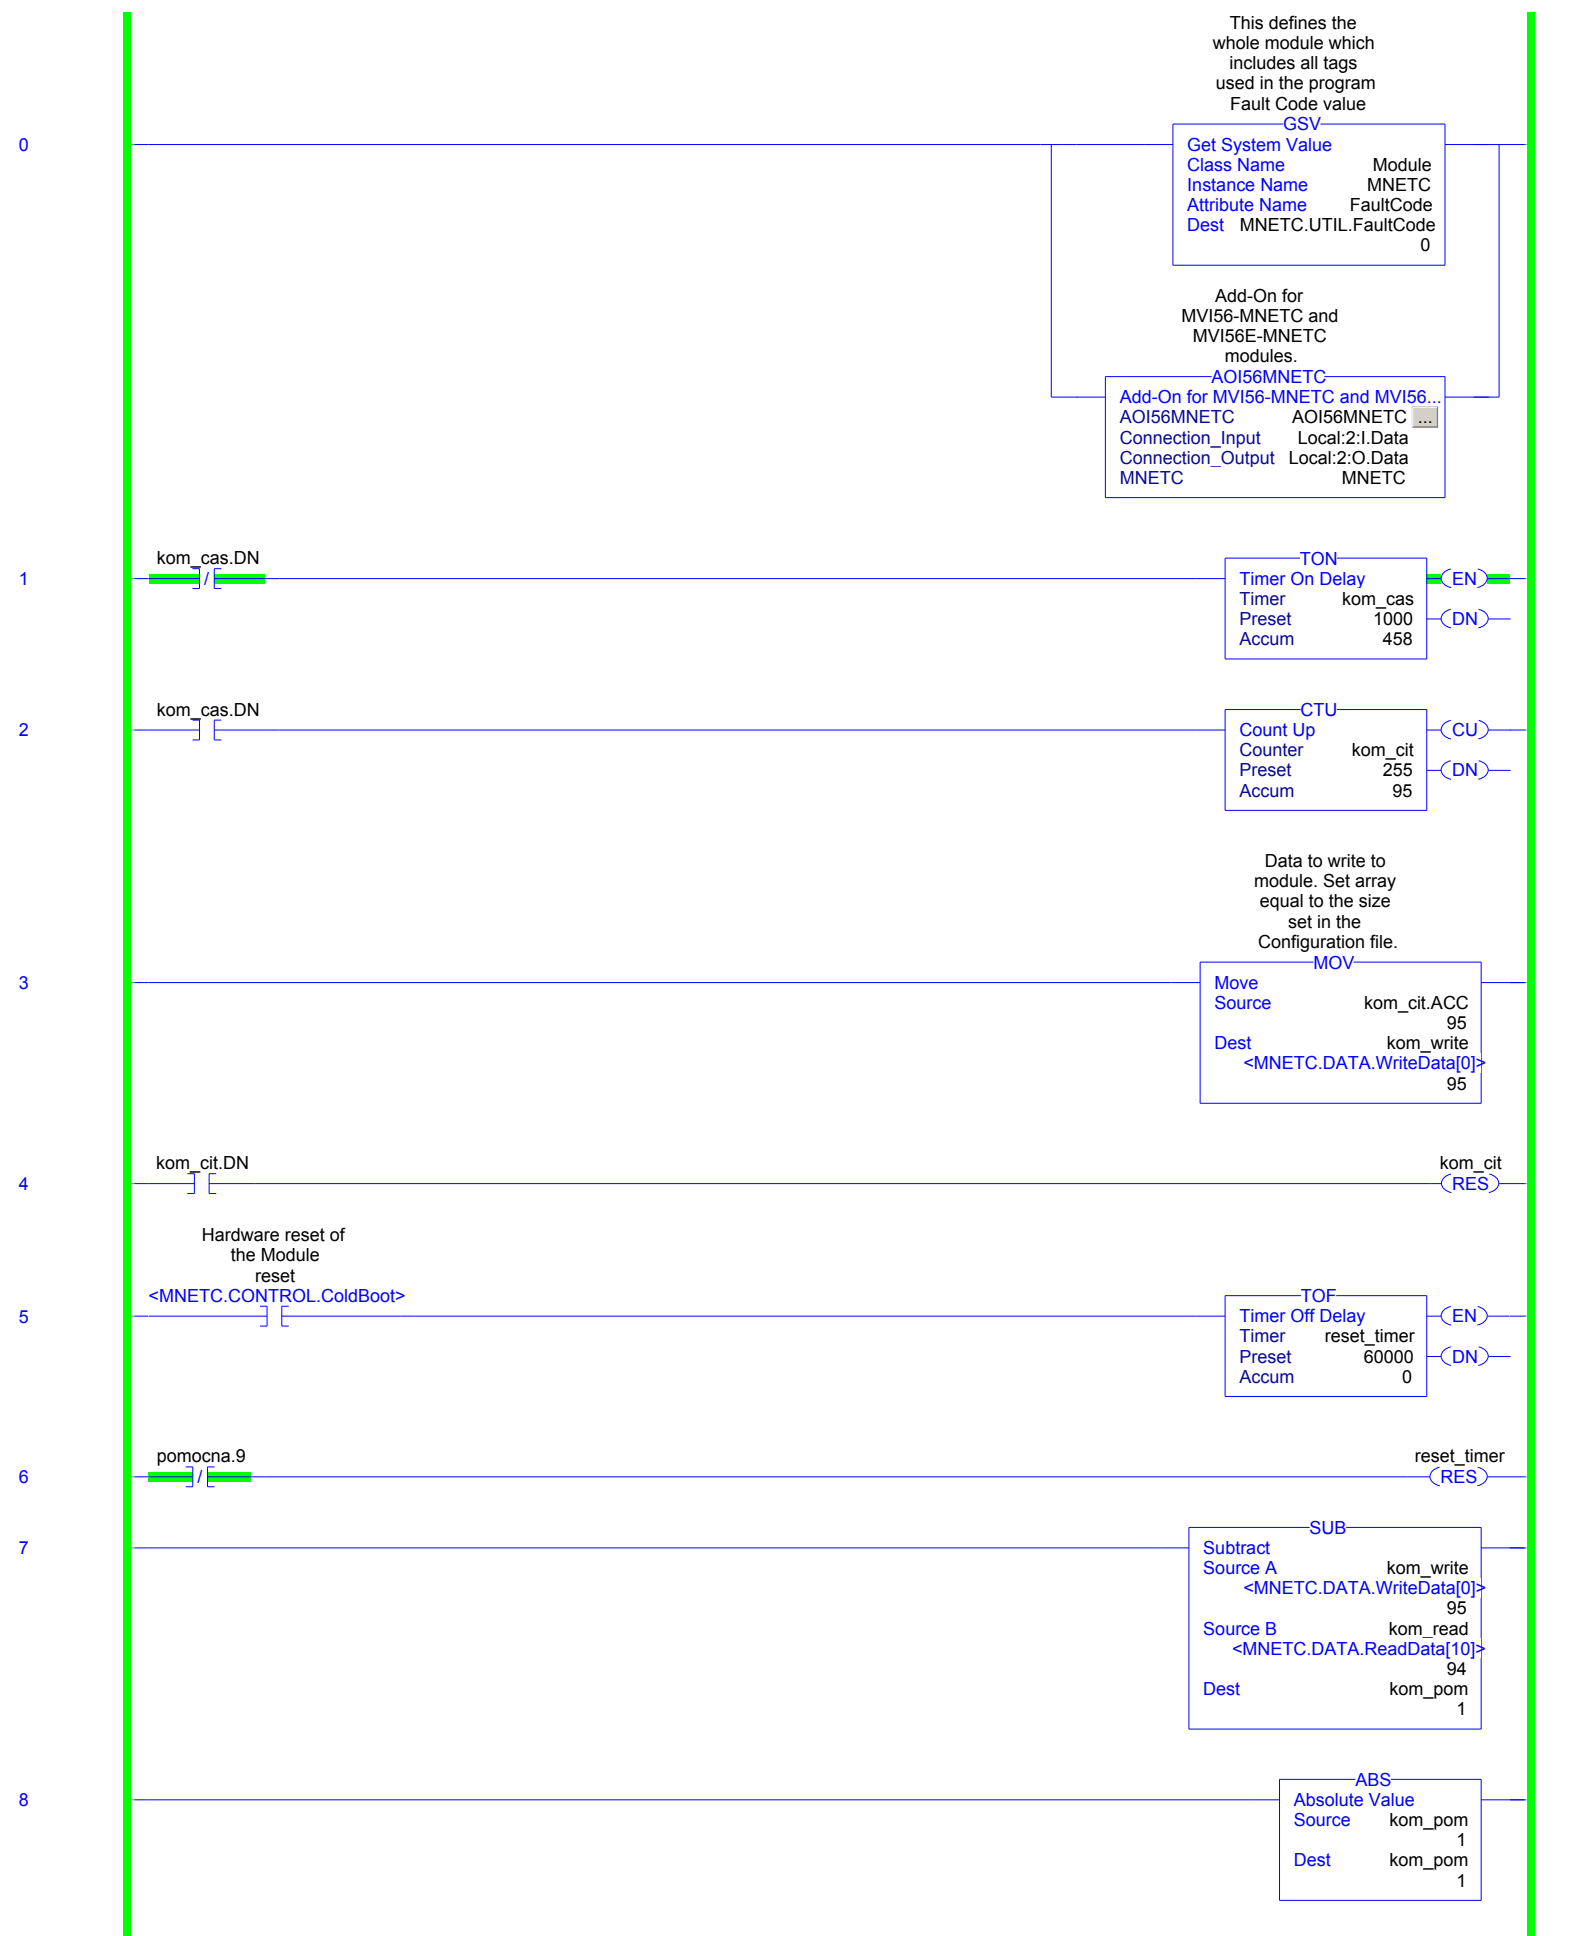 This defines the
whole module which
includes all tags
used in the program
Fault Code value
0
GSV
Get System Value
Class Name Module
Instance Name MNETC
Attribute Name FaultCode
Dest MNETC.UTIL.FaultCode
0
Add-On for
MVI56-MNETC and
MVI56E-MNETC
modules.
AOI56MNETC
Add-On for MVI56-MNETC and MVI56...
AOI56MNETC AOI56MNETC ...
Connection_Input Local:2:I.Data
Connection_Output Local:2:O.Data
MNETC MNETC
1
kom_cas.DN
/
TON
Timer On Delay
Timer kom_cas
Preset 1000
Accum 458
EN
DN
2
kom_cas.DN
CTU
Count Up
Counter kom_cit
Preset 255
Accum 95
CU
DN
Data to write to
module. Set array
equal to the size
set in the
Configuration file.
3
MOV
Move
Source kom_cit.ACC
95
Dest kom_write
<MNETC.DATA.WriteData[0]>
95
4
kom_cit.DN
kom_cit
RES
Hardware reset of
the Module
reset
<MNETC.CONTROL.ColdBoot>
5
TOF
Timer Off Delay
Timer reset_timer
Preset 60000
Accum 0
EN
DN
6
pomocna.9
/
reset_timer
RES
7
SUB
Subtract
Source A kom_write
<MNETC.DATA.WriteData[0]>
95
Source B kom_read
<MNETC.DATA.ReadData[10]>
94
Dest kom_pom
1
8
ABS
Absolute Value
Source kom_pom
1
Dest kom_pom
1